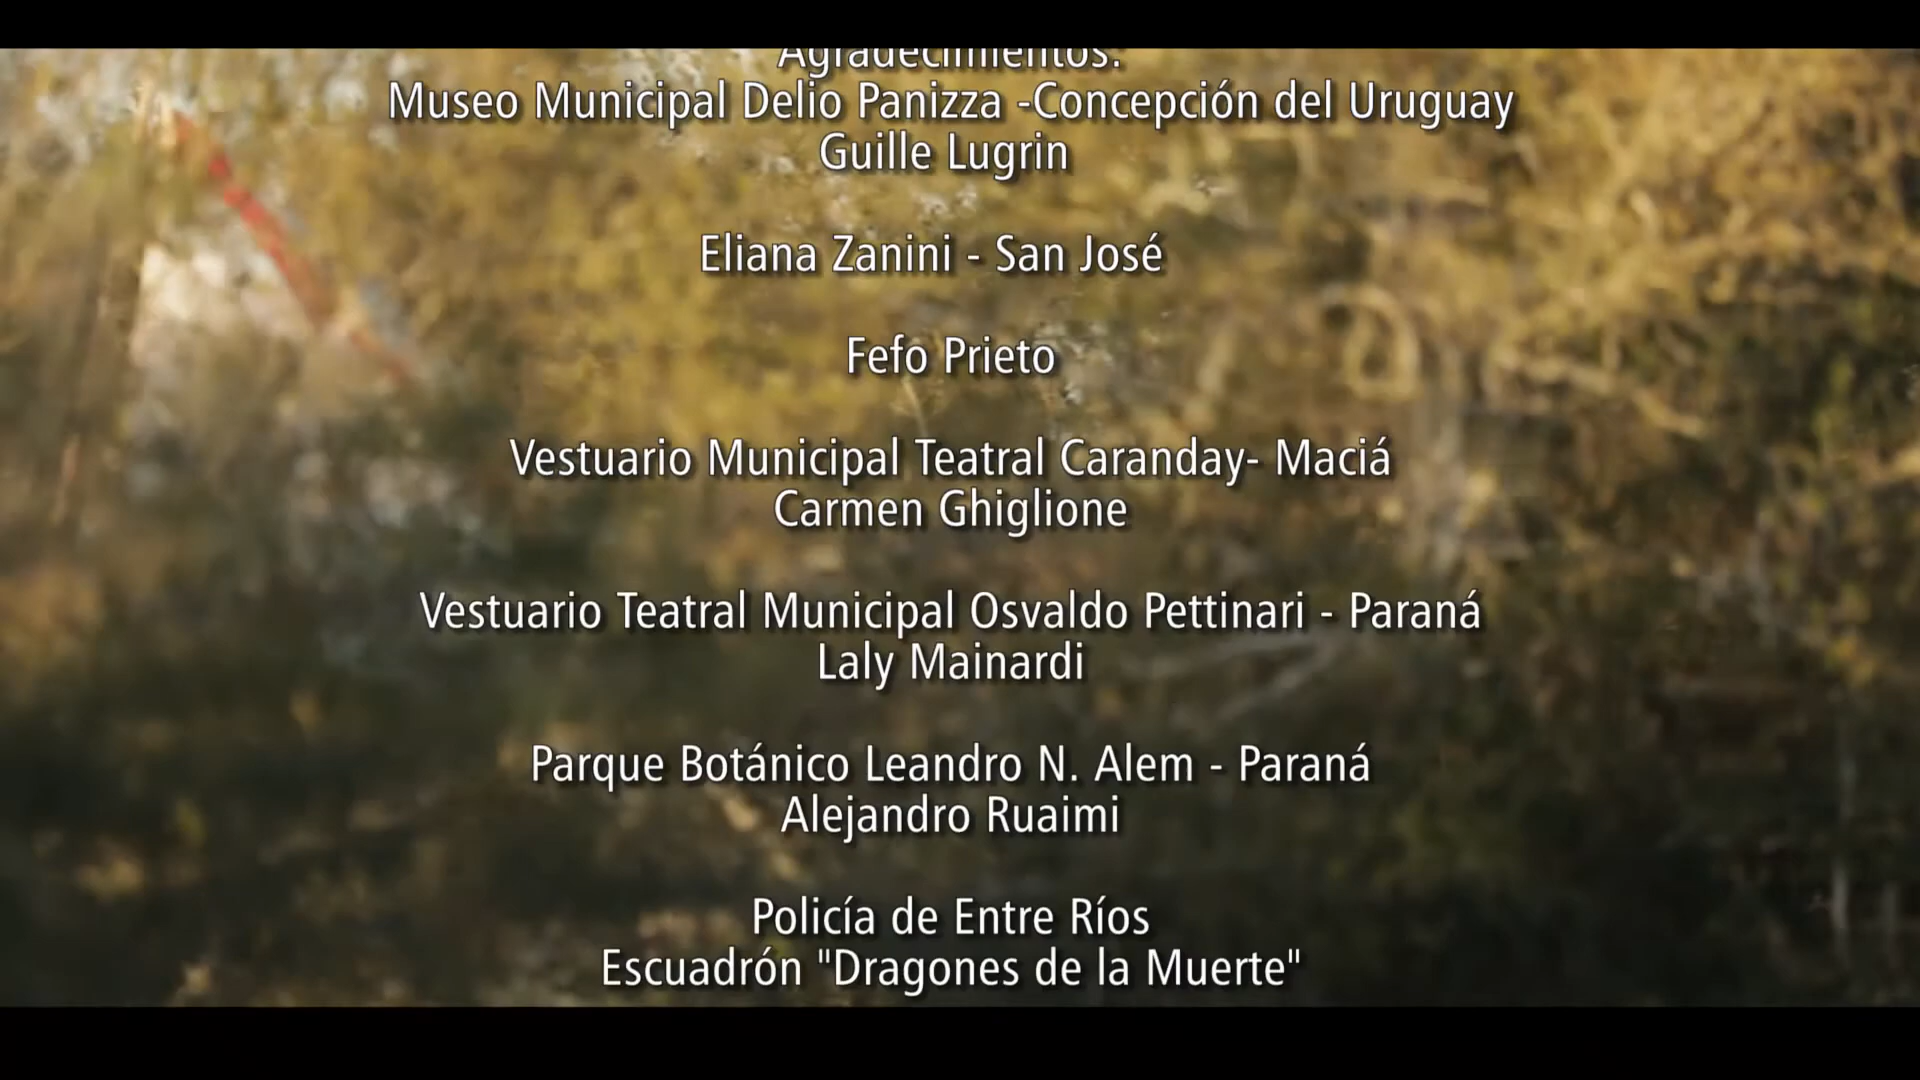 Agradecimientos:
Museo Municipal Delio Panizza -Concepción del Uruguay
Guille Lugrin
Eliana Zanini - San José
Fefo Prieto
Vestuario Municipal Teatral Caranday- Maciá
Carmen Ghiglione
Vestuario Teatral Municipal Osvaldo Pettinari - Paraná
Laly Mainardi
Parque Botánico Leandro N. Alem - Paraná
Alejandro Ruaimi
Policía de Entre Ríos
Escuadrón "Dragones de la Muerte"